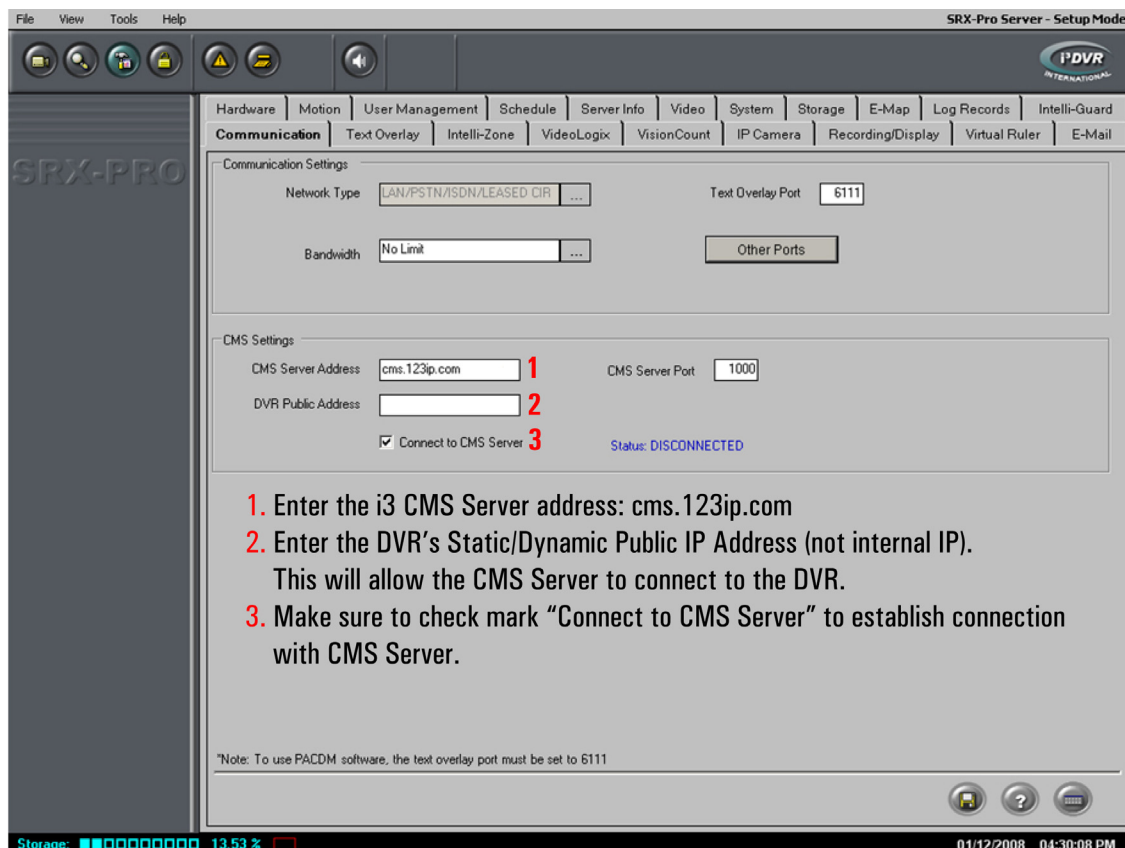 File View Tools Help
SRX-Pro Server - Setup Mode
i3DVR
INTERNATIONAL
Hardware Motion User Management Schedule Server Info Video System Storage E-Map Log Records Intelli-Guard
Communication Text Overlay Intelli-Zone VideoLogix VisionCount IP Camera Recording/Display Virtual Ruler E-Mail
SRX-PRO
Communication Settings
Network Type LAN/PSTN/ISDN/LEASED CIR ... Text Overlay Port 6111
Bandwidth No Limit ... Other Ports
CMS Settings
CMS Server Address cms.123ip.com 1 CMS Server Port 1000
DVR Public Address 2
Connect to CMS Server 3 Status: DISCONNECTED
1. Enter the i3 CMS Server address: cms.123ip.com
2. Enter the DVR's Static/Dynamic Public IP Address (not internal IP).
This will allow the CMS Server to connect to the DVR.
3. Make sure to check mark “Connect to CMS Server” to establish connection
with CMS Server.
"Note: To use PACDM software, the text overlay port must be set to 6111
Storage: 13.53 % 01/12/2008 04:30:08 PM